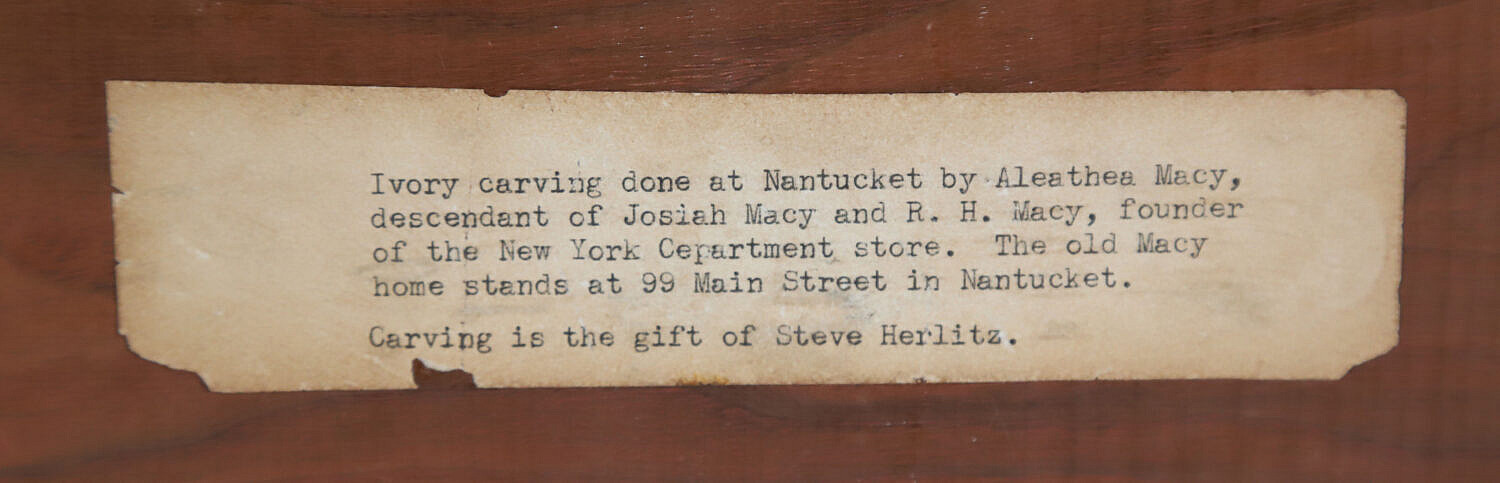 Ivory carving done at Nantucket by Aleathea Macy,
descendant of Josiah Macy and R. H. Macy, founder
of the New York Cepartment store. The old Macy
home stands at 99 Main Street in Nantucket.
Carving is the gift of Steve Herlitz.